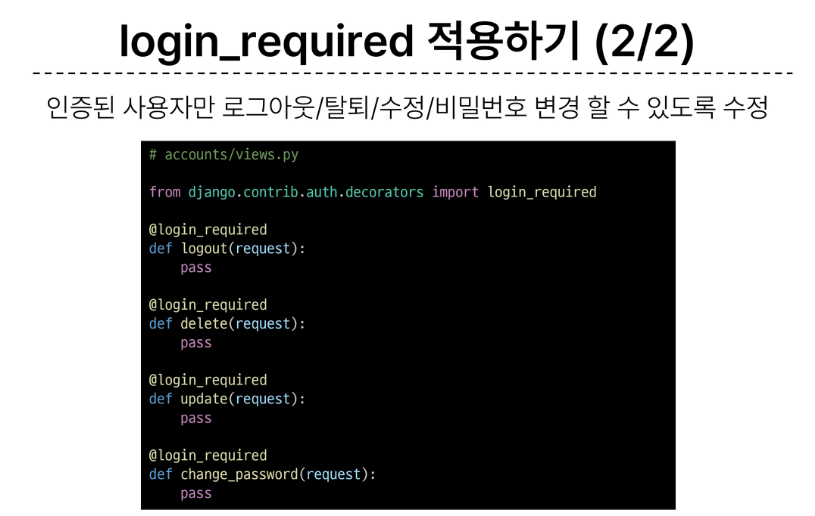 login_required 적용하기 (2/2)
인증된 사용자만 로그아웃/탈퇴/수정/비밀번호 변경 할 수 있도록 수정
# accounts/views.py
from django.contrib.auth.decorators import login_required
@login_required
def logout(request):
    pass
@login_required
def delete(request):
    pass
@login_required
def update(request):
    pass
@login_required
def change_password(request):
    pass